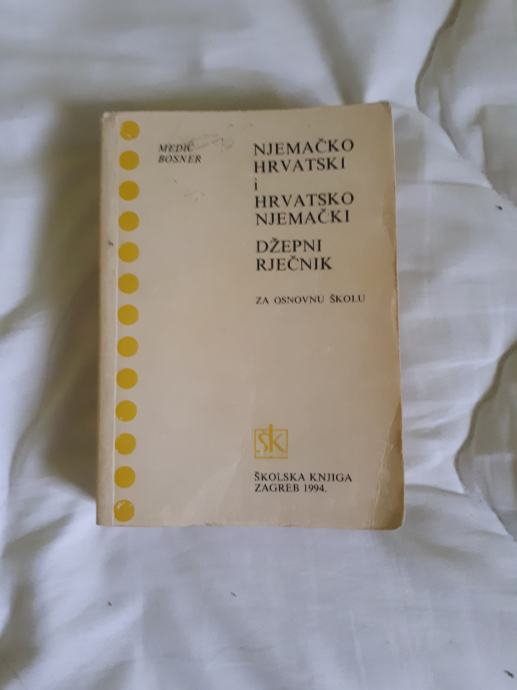 MEDIĆ
BOSNER
NJEMAČKO
HRVATSKI
i
HRVATSKO
NJEMAČKI
DŽEPNI
RJEČNIK
ZA OSNOVNU ŠKOLU
ŠK
ŠKOLSKA KNJIGA
ZAGREB 1994.